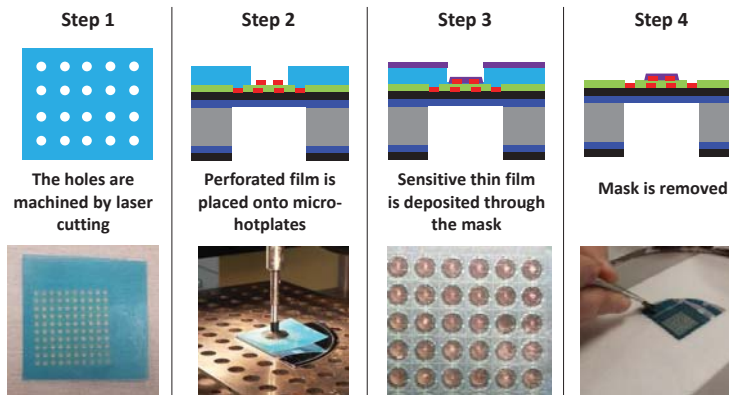 Step 1
Step 2
Step 3
Step 4
The holes are
machined by laser
cutting
Perforated film is
placed onto micro-
hotplates
Sensitive thin film
is deposited through
the mask
Mask is removed